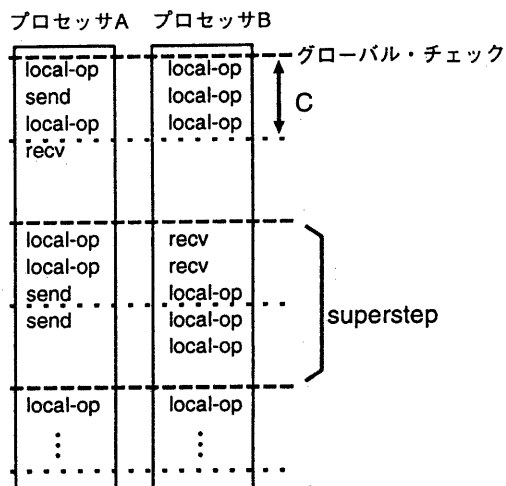 プロセッサA プロセッサB
グローバル・チェック
local-op local-op
send local-op
local-op local-op
C
recv
local-op recv
local-op recv
send local-op
send local-op
local-op
superstep
local-op local-op